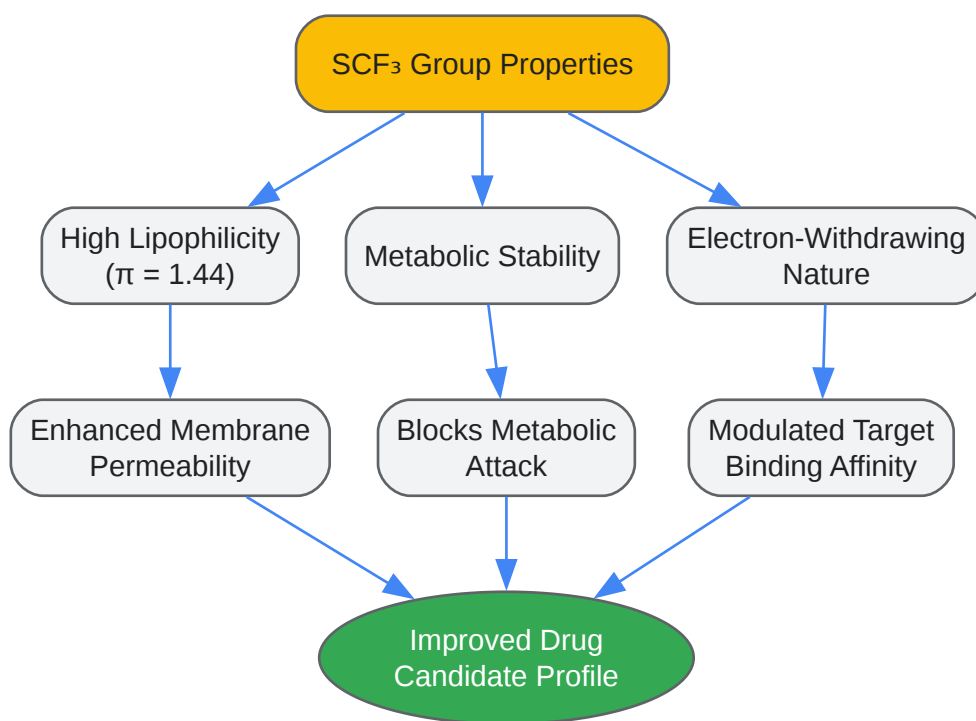 SCF₃ Group Properties
High Lipophilicity
(π = 1.44)
Metabolic Stability
Electron-Withdrawing
Nature
Enhanced Membrane
Permeability
Blocks Metabolic
Attack
Modulated Target
Binding Affinity
Improved Drug
Candidate Profile